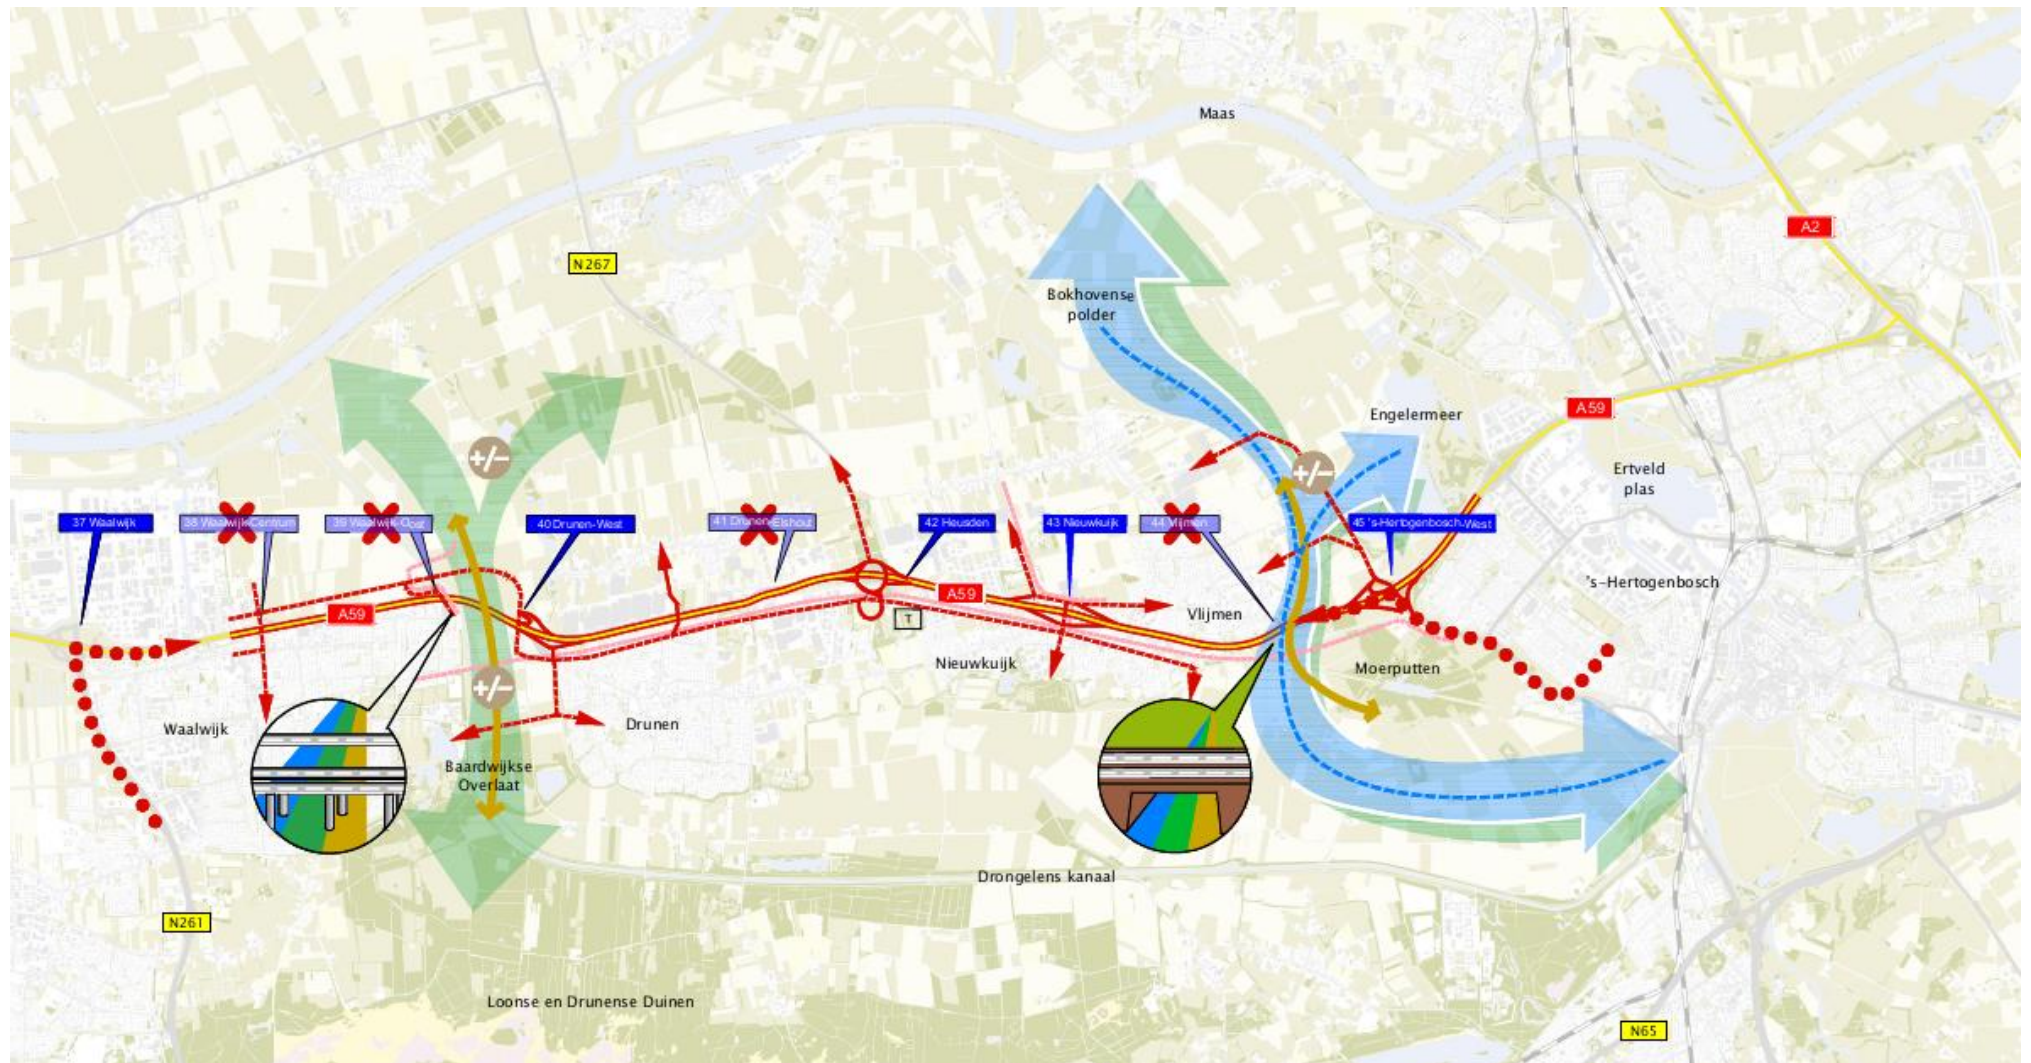 Maas
A2
N267
Bokhovense
polder
A59
Engelermeer
Ertveld
plas
37 Waalwijk
38 Waalwijk-Centrum
39 Waalwijk-Oost
40 Drunen-West
41 Drunen-Elshout
42 Heusden
43 Nieuwkuijk
44 Vlijmen
45 's-Hertogenbosch-West
's-Hertogenbosch
A59
A59
T
Vlijmen
Nieuwkuijk
Moerputten
Waalwijk
Drunen
Baardwijkse
Overlaat
+/-
+/-
+/-
Drongelens kanaal
N261
Loonse en Drunense Duinen
N65